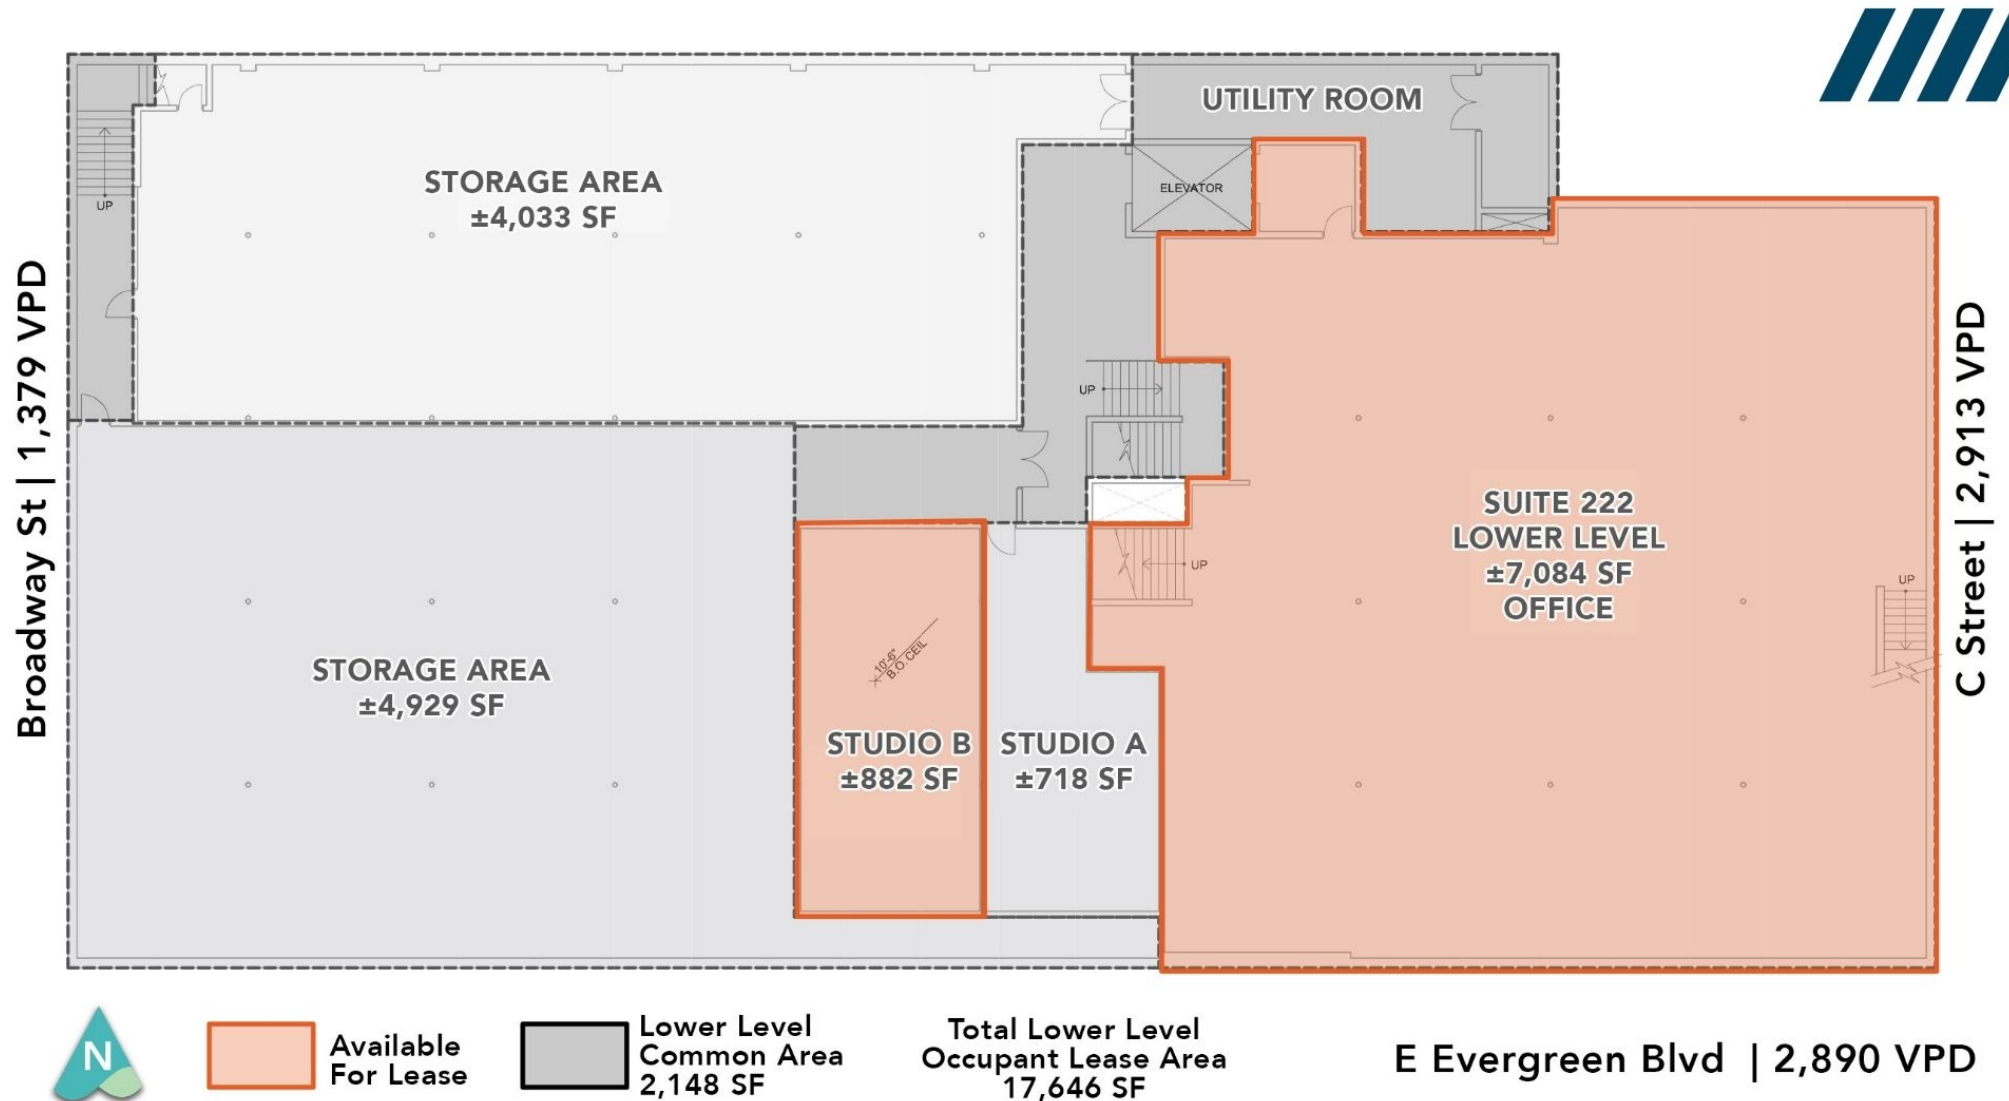 UTILITY ROOM
STORAGE AREA
±4,033 SF
ELEVATOR
UP
Broadway St | 1,379 VPD
UP
C Street | 2,913 VPD
SUITE 222
LOWER LEVEL
±7,084 SF
OFFICE
UP
UP
STORAGE AREA
±4,929 SF
10'-6"
B.O. CEIL
STUDIO B
±882 SF
STUDIO A
±718 SF
N
Available
For Lease
Lower Level
Common Area
2,148 SF
Total Lower Level
Occupant Lease Area
17,646 SF
E Evergreen Blvd | 2,890 VPD